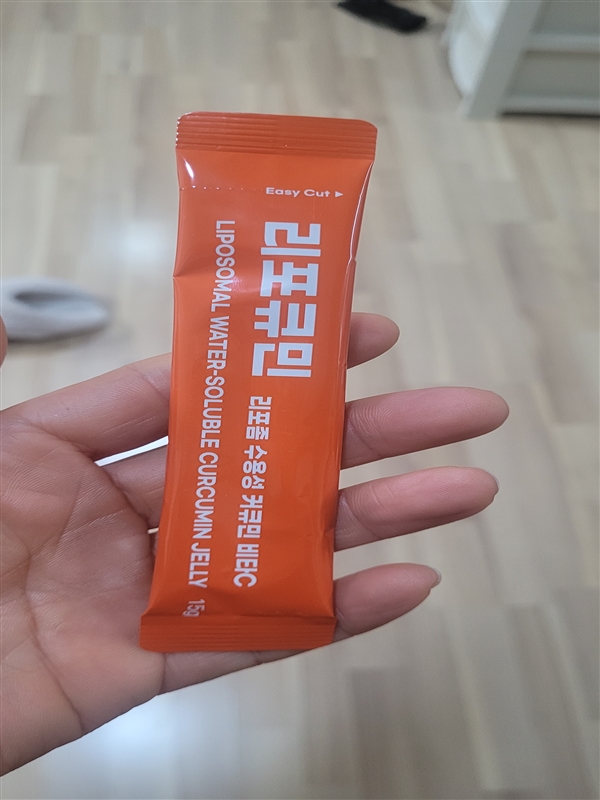 Easy Cut ▶
리포큐민
리포좀 수용성 커큐민 비타C
LIPOSOMAL WATER-SOLUBLE CURCUMIN JELLY 15g